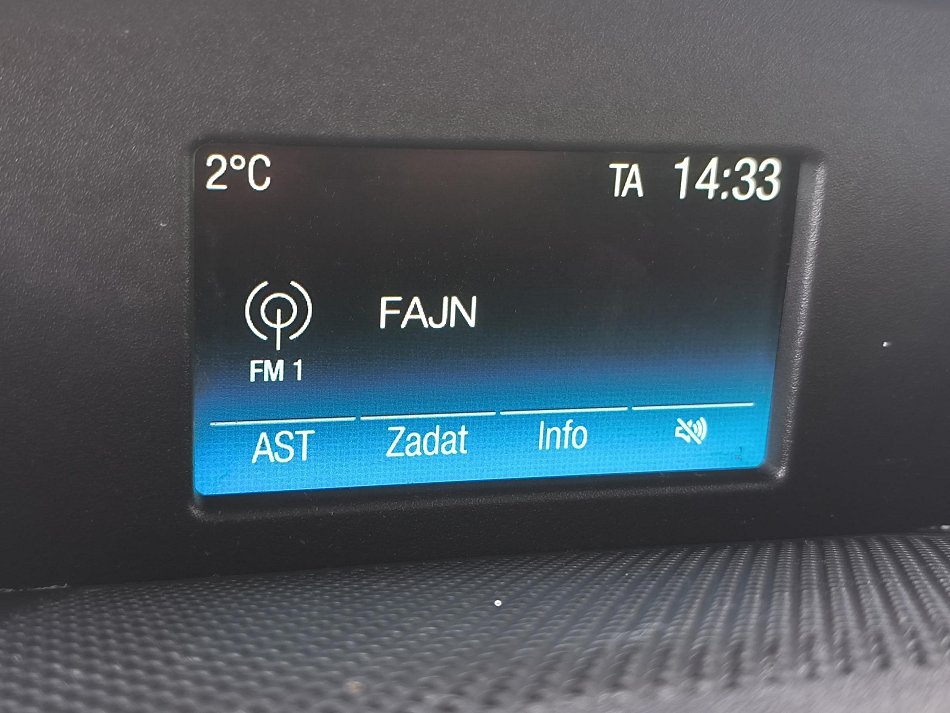 2°C TA 14:33
FAJN
FM 1
AST Zadat Info